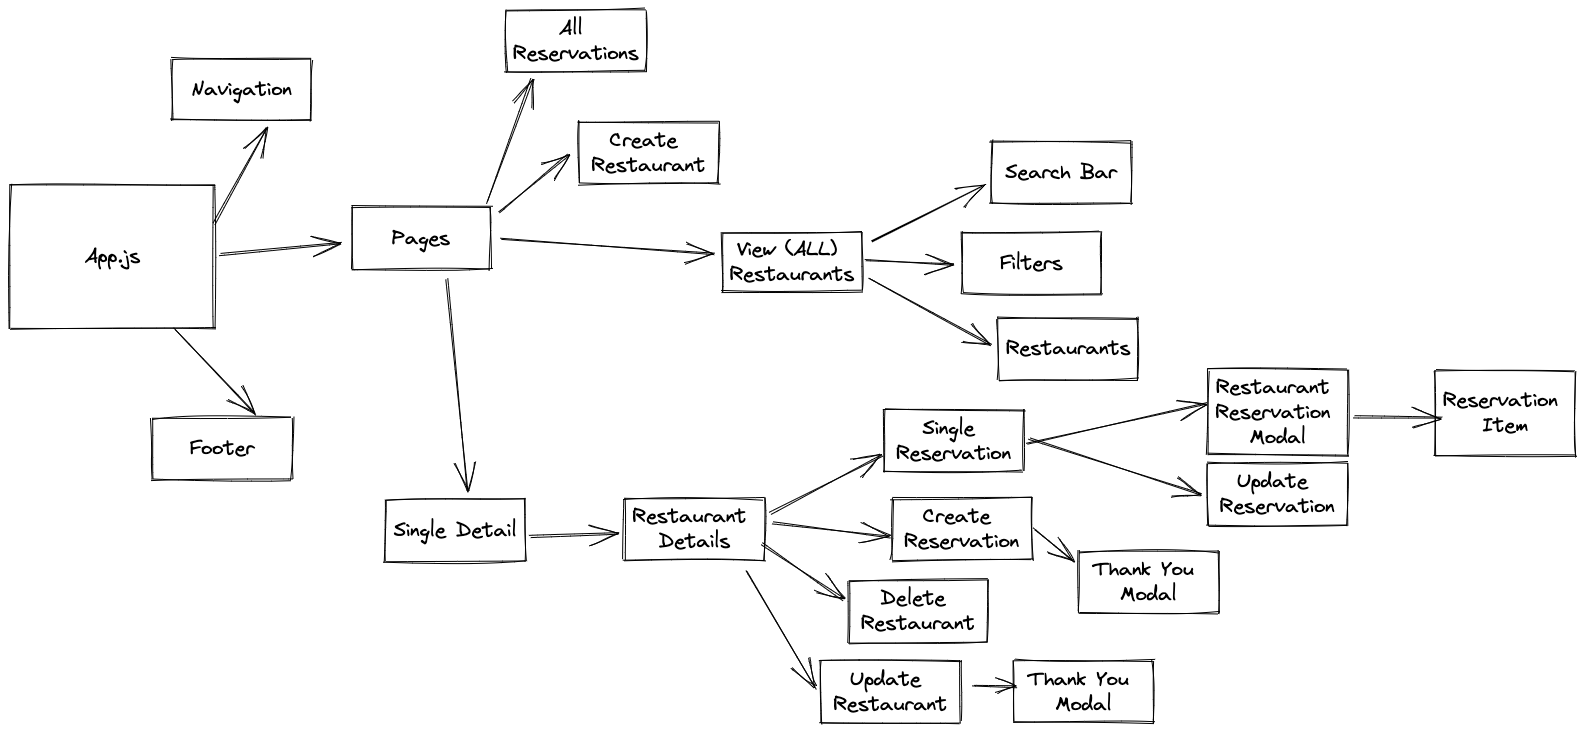 All
Reservations
Navigation
Create
Restaurant
Search Bar
App.js
Pages
View (ALL)
Restaurants
Filters
Restaurants
Footer
Single
Reservation
Restaurant
Reservation
Modal
Reservation
Item
Update
Reservation
Single Detail
Restaurant
Details
Create
Reservation
Thank You
Modal
Delete
Restaurant
Update
Restaurant
Thank You
Modal